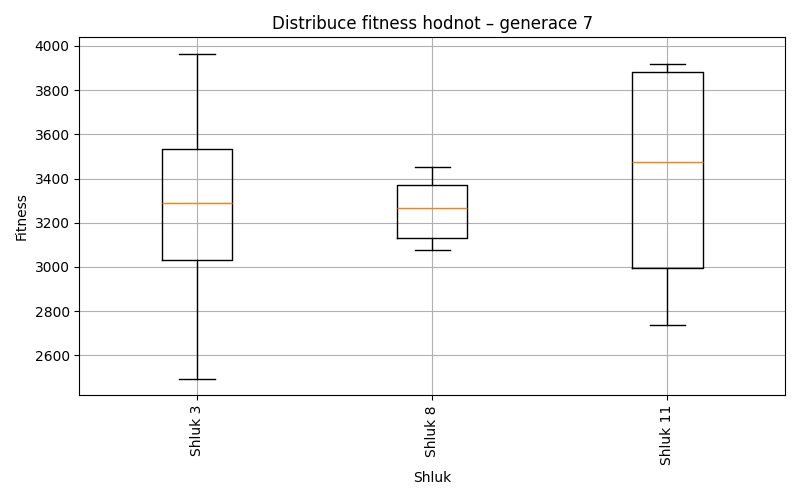 Distribuce fitness hodnot – generace 7
4000
3800
3600
3400
3200
3000
2800
2600
Fitness
Shluk 3
Shluk 8
Shluk 11
Shluk